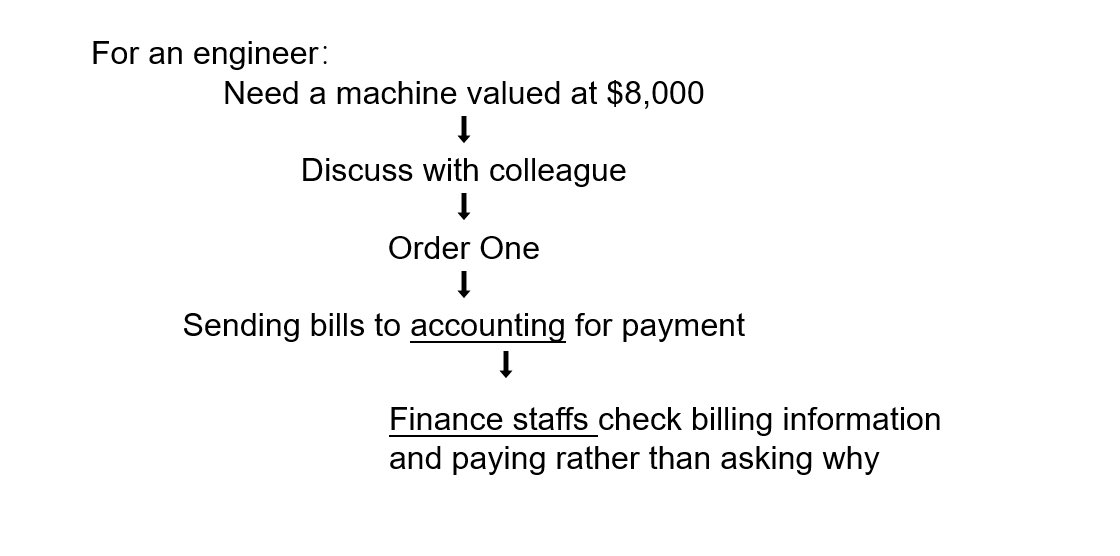 For an engineer:
Need a machine valued at $8,000
Discuss with colleague
Order One
Sending bills to accounting for payment
Finance staffs check billing information
and paying rather than asking why